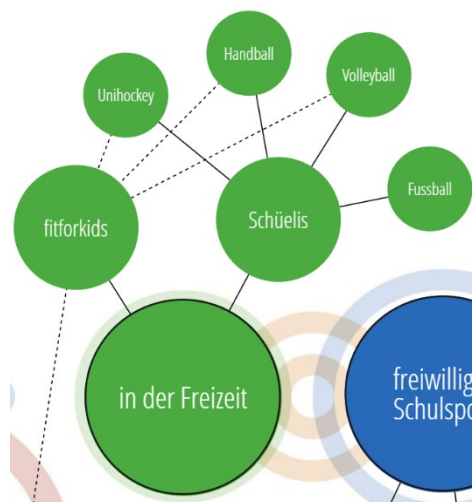 Handball
Volleyball
Unihockey
Fussball
fitforkids
Schüelis
in der Freizeit
freiwillig
Schulspo